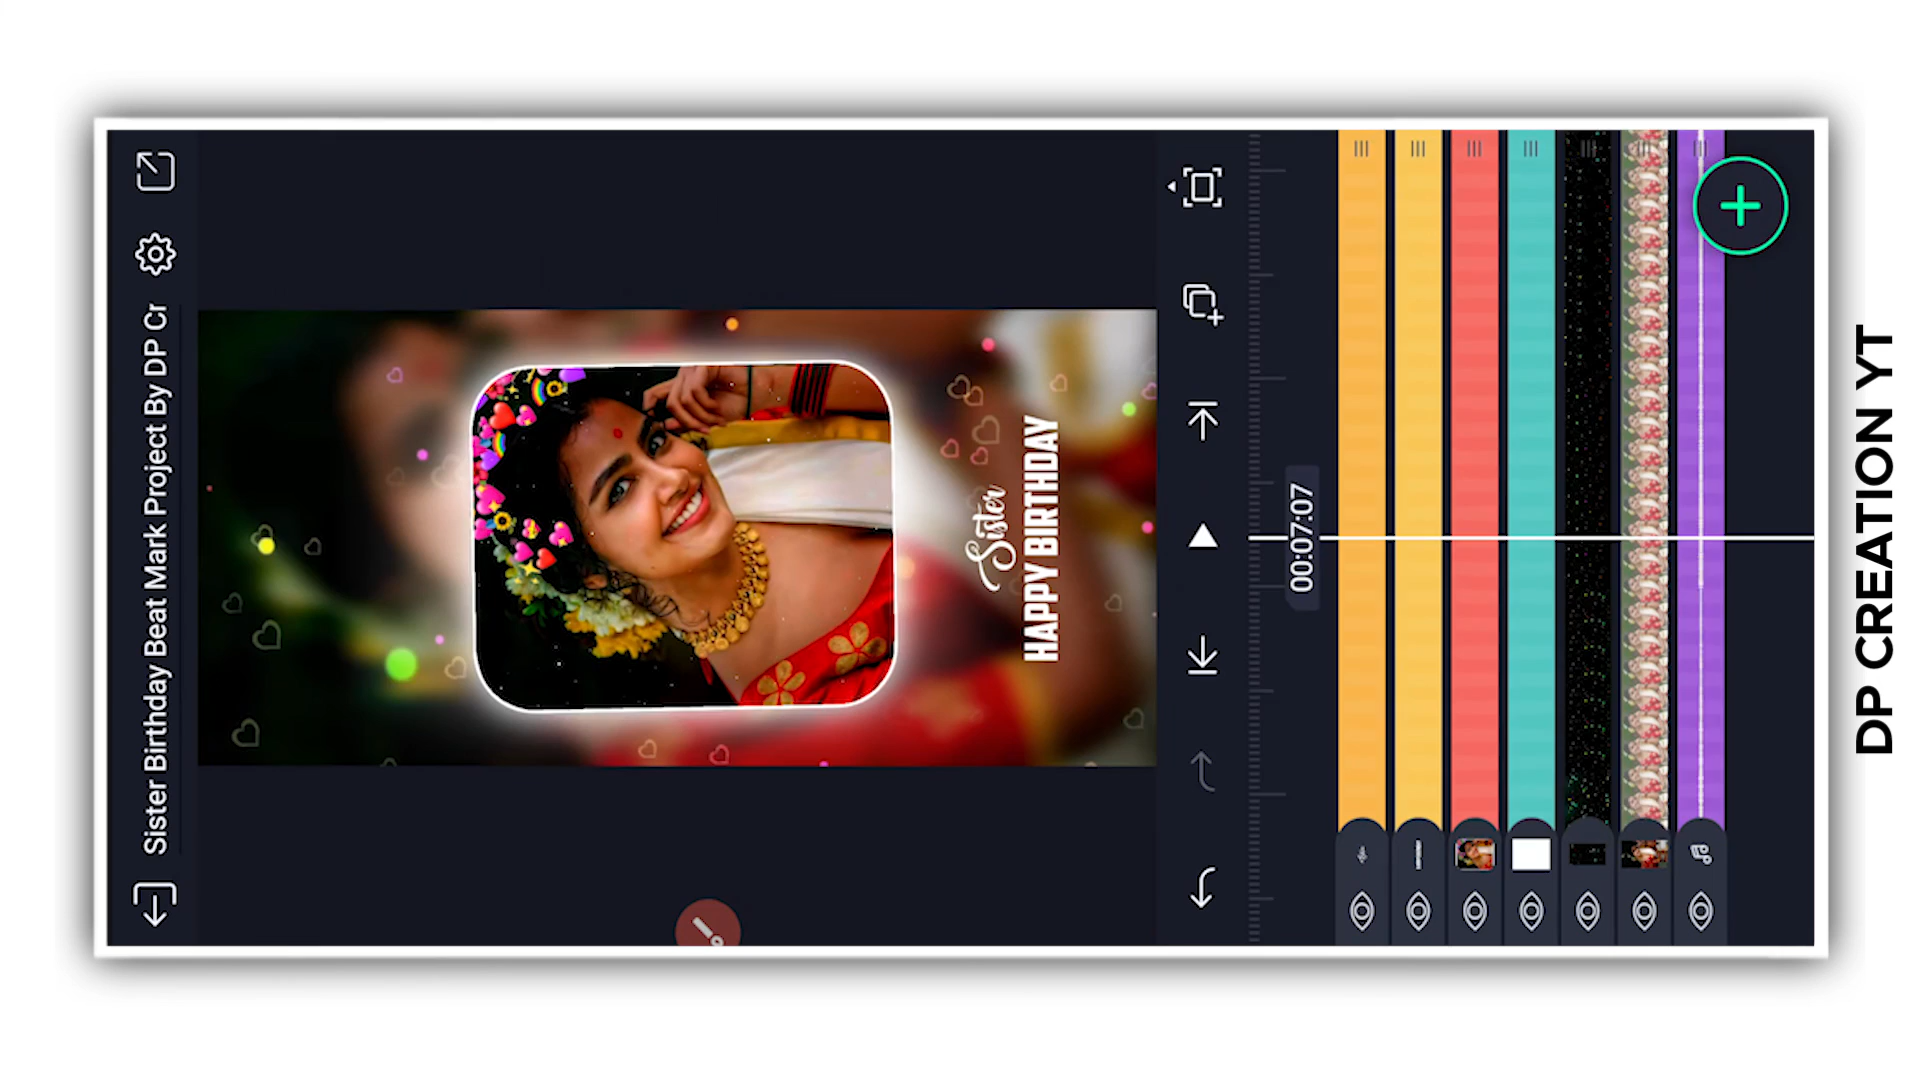 Sister Birthday Beat Mark Project By DP Cr
Sister
HAPPY BIRTHDAY
00:07:07
DP CREATION YT